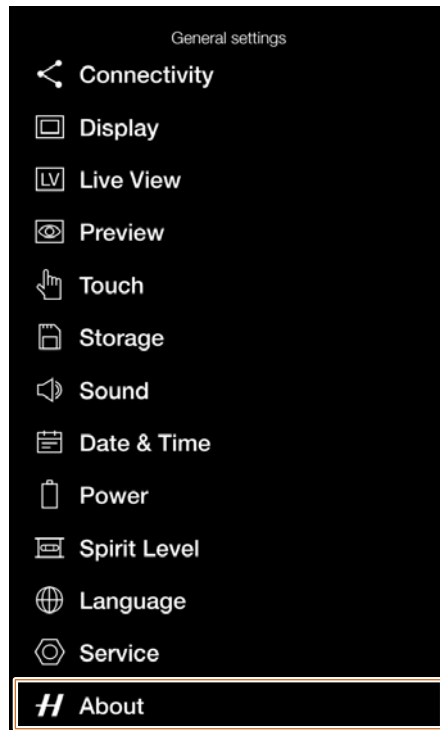 General settings
Connectivity
Display
LV Live View
Preview
Touch
Storage
Sound
Date & Time
Power
Spirit Level
Language
Service
H About